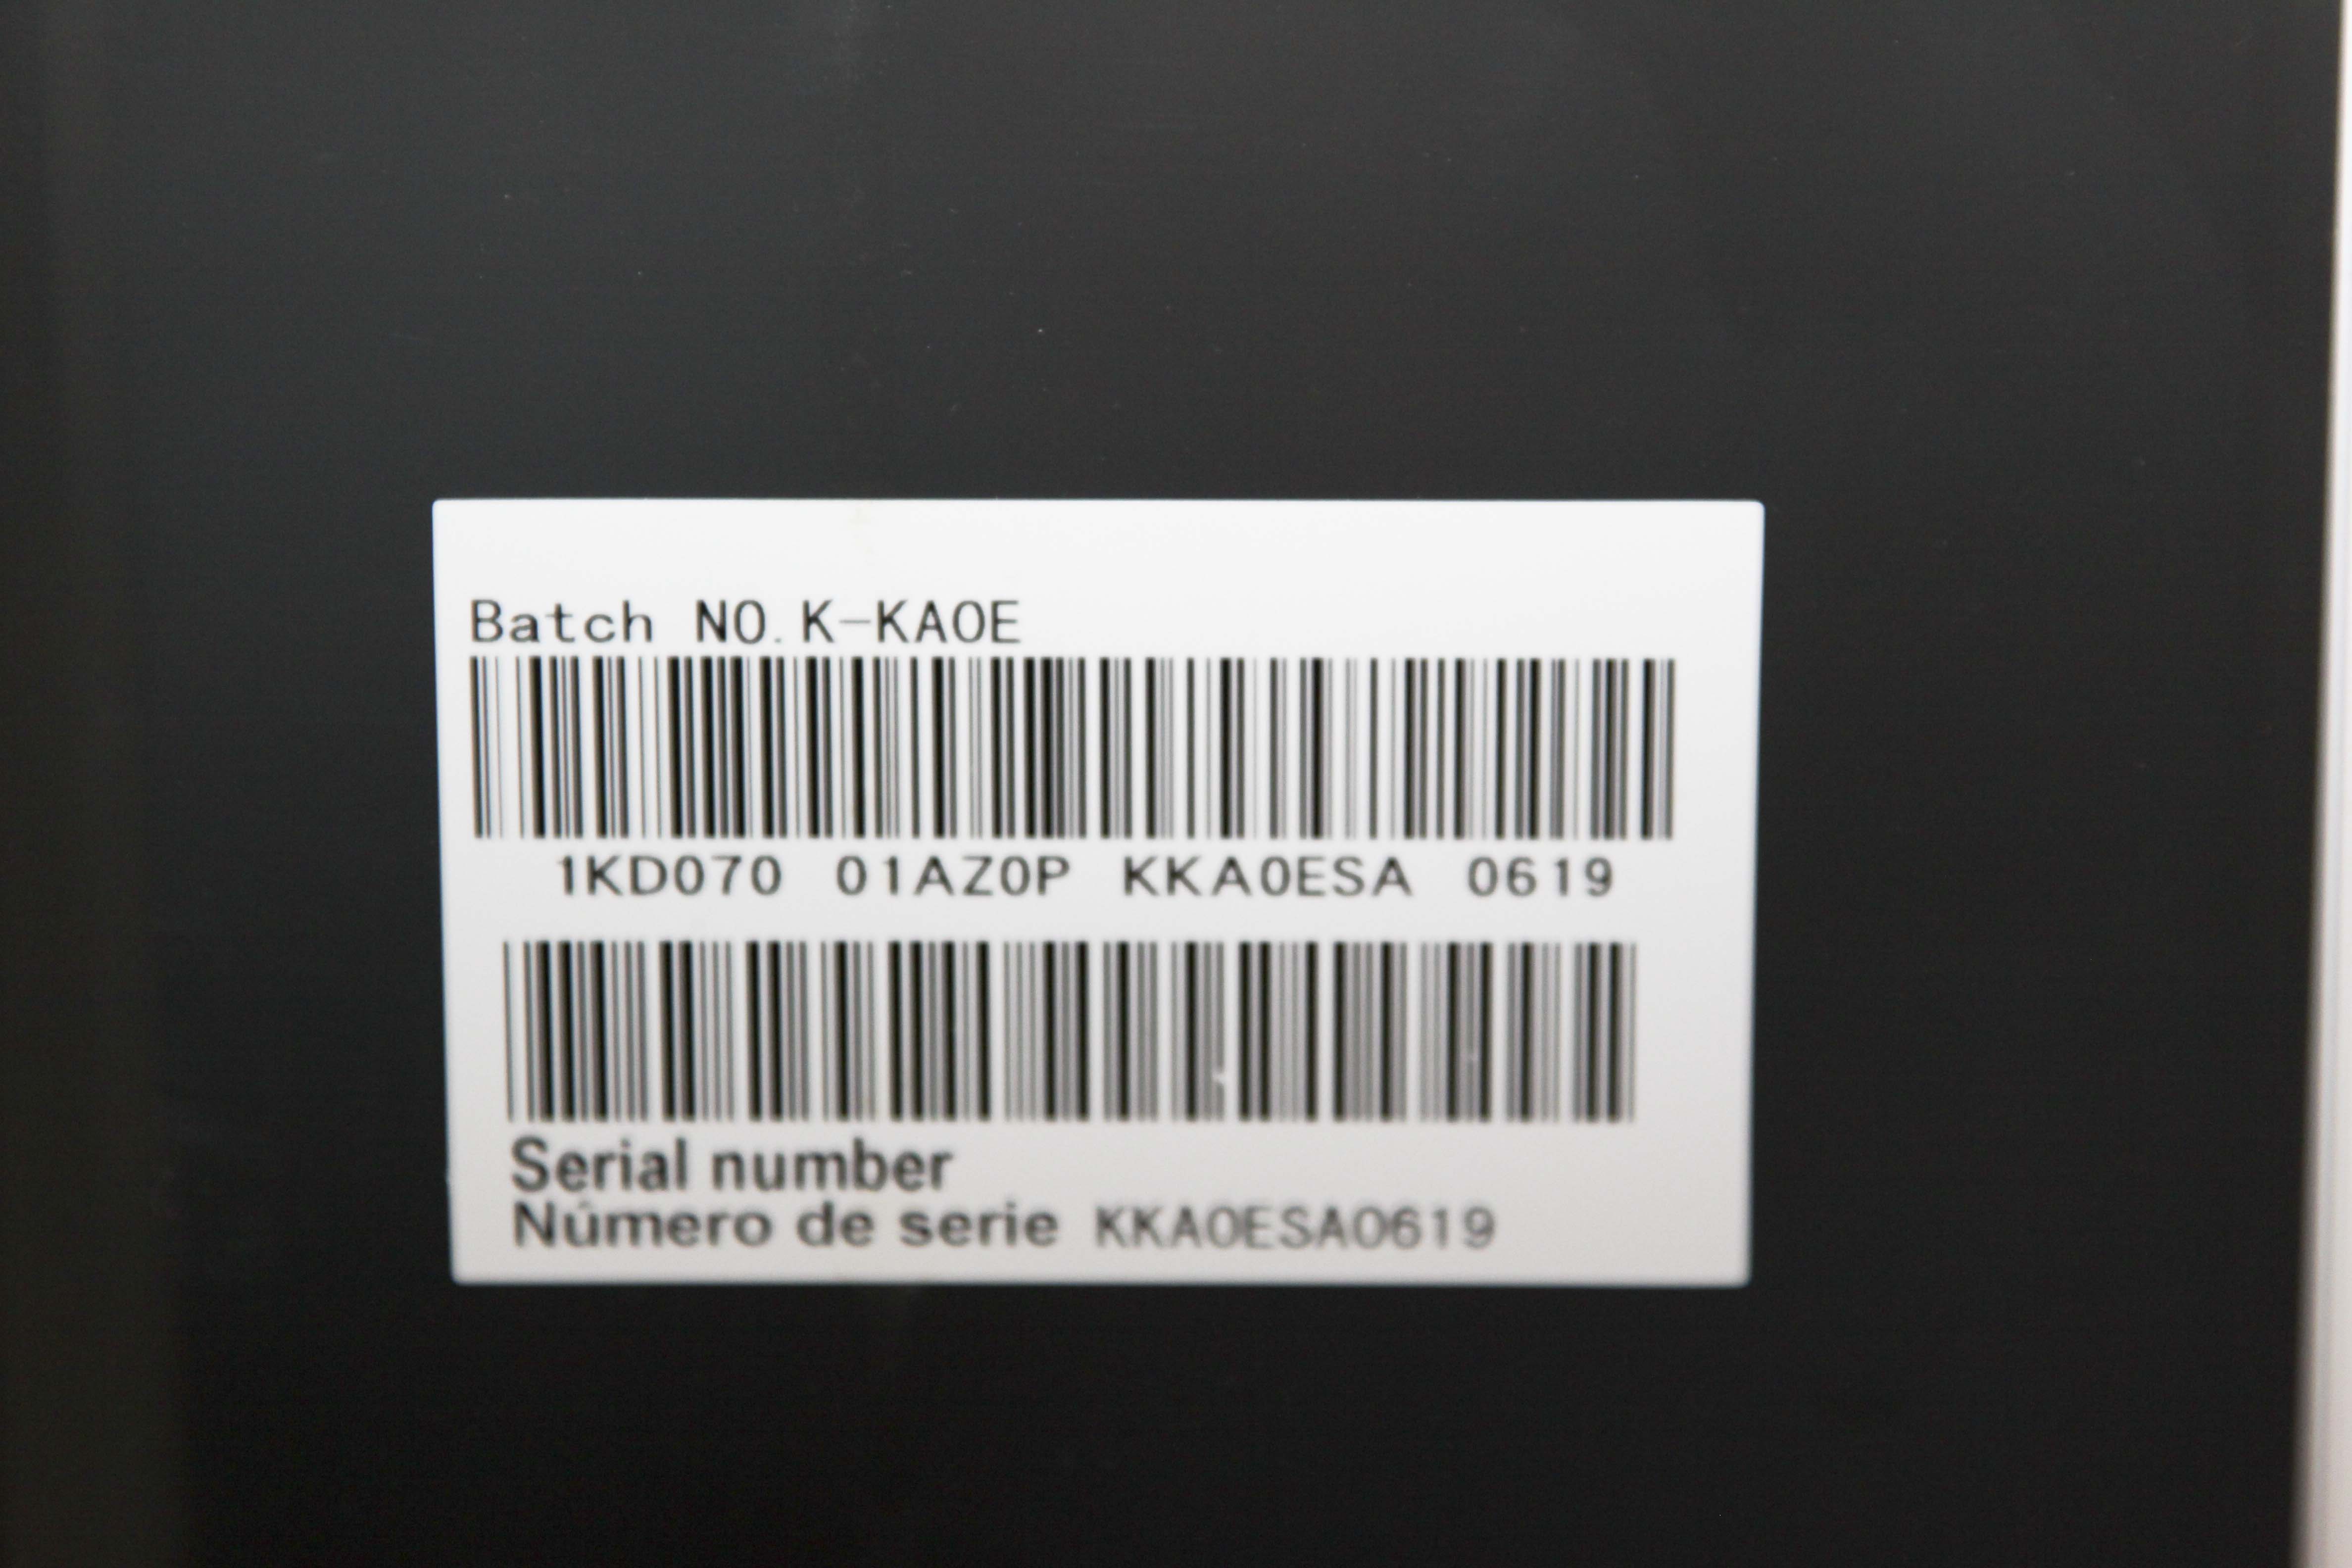 Batch NO.K-KA0E
1KD070 01AZ0P KKA0ESA 0619
Serial number
Número de serie KKA0ESA0619